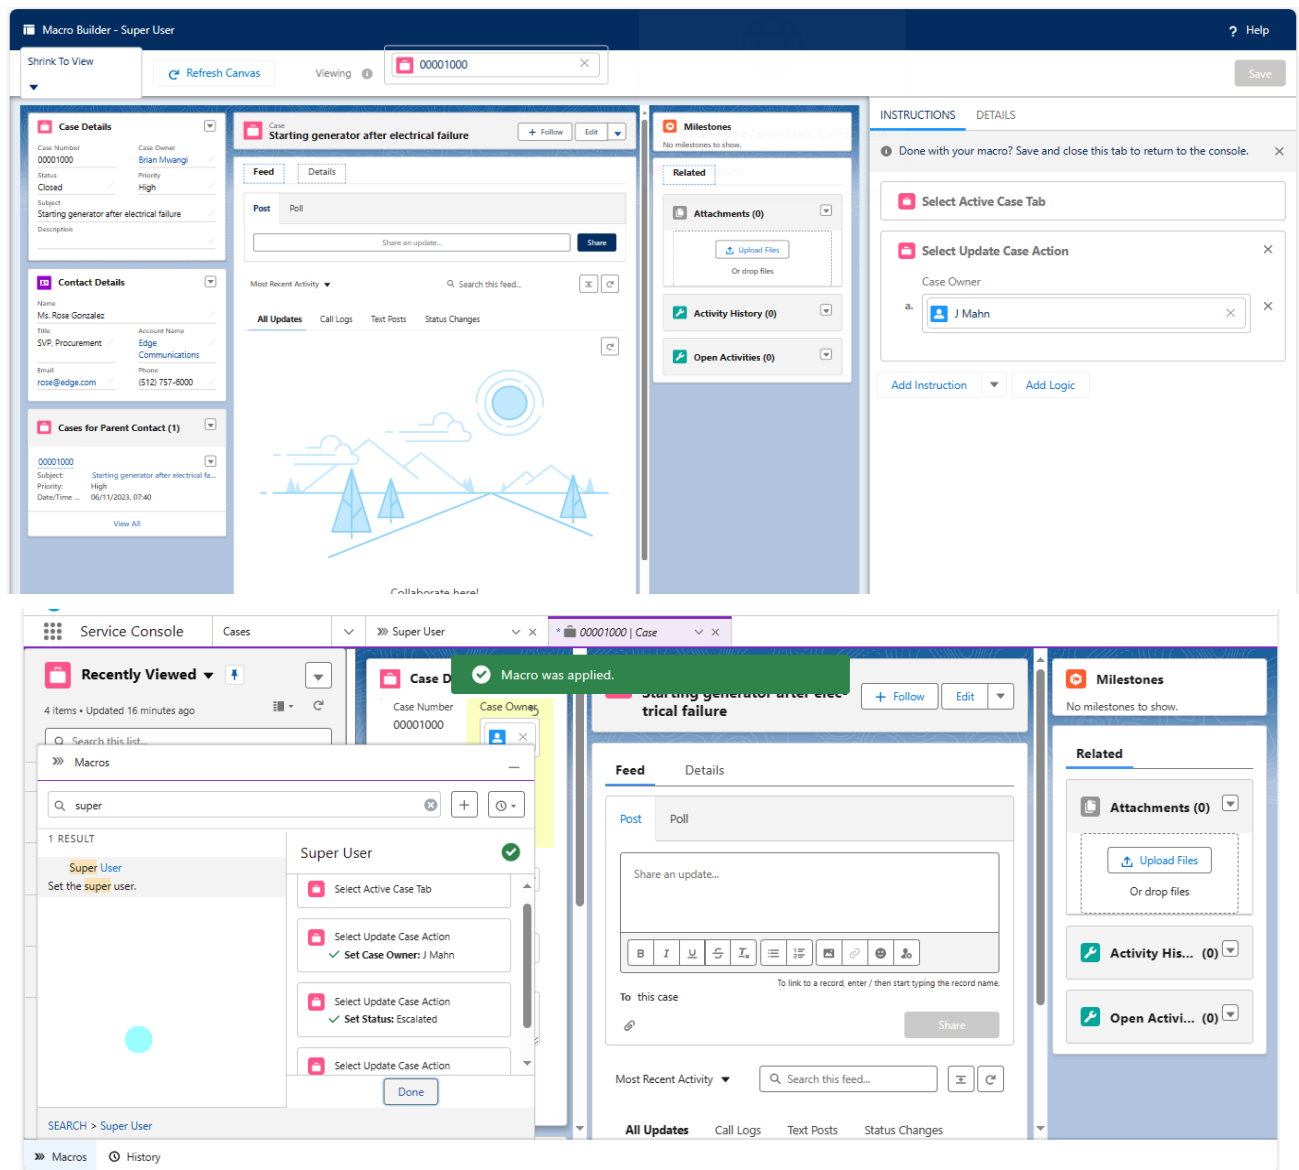 Macro Builder - Super User
? Help
Shrink To View
Refresh Canvas
Viewing
00001000
Save
Case Details
Case Number
Case Owner
00001000
Brian Mwangi
Status
Priority
Closed
High
Subject
Starting generator after electrical failure
Description
Contact Details
Name
Ms. Rose Gonzalez
Title
Account Name
SVP, Procurement
Edge Communications
Email
Phone
rose@edge.com
(512) 757-6000
Cases for Parent Contact (1)
00001000
Subject: Starting generator after electrical fa...
Priority: High
Date/Time ... 06/11/2023, 07:40
View All
Case
Starting generator after electrical failure
+ Follow
Edit
Feed
Details
Post
Poll
Share an update...
Share
Most Recent Activity
Search this feed...
All Updates
Call Logs
Text Posts
Status Changes
Collaborate here!
Milestones
No milestones to show.
Related
Attachments (0)
Upload Files
Or drop files
Activity History (0)
Open Activities (0)
INSTRUCTIONS
DETAILS
Done with your macro? Save and close this tab to return to the console.
Select Active Case Tab
Select Update Case Action
Case Owner
a.
J Mahn
Add Instruction
Add Logic
Service Console
Cases
Super User
* 00001000 | Case
Recently Viewed
4 items • Updated 16 minutes ago
Search this list...
Macros
super
1 RESULT
Super User
Set the super user.
Super User
Select Active Case Tab
Select Update Case Action
Set Case Owner: J Mahn
Select Update Case Action
Set Status: Escalated
Select Update Case Action
Done
SEARCH > Super User
Macros
History
Case D
Macro was applied.
Case Number
Case Owner
00001000
Starting generator after elec-
trical failure
+ Follow
Edit
Feed
Details
Post
Poll
Share an update...
B I U S Tx
To link to a record, enter / then start typing the record name.
To this case
Share
Most Recent Activity
Search this feed...
All Updates
Call Logs
Text Posts
Status Changes
Milestones
No milestones to show.
Related
Attachments (0)
Upload Files
Or drop files
Activity His... (0)
Open Activi... (0)